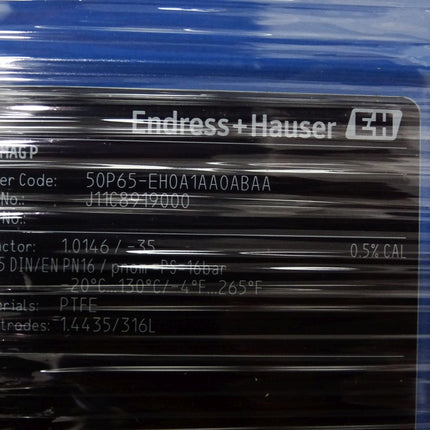 Endress+Hauser EH
MAG P
er Code: 50P65-EH0A1AA0ABAA
No.: J11C8919000
No.:
ctor: 1.0146/-35 0.5% CAL
5 DIN/EN PN16/pnom=PS=16bar
-20°C...130°C/-4°F...265°F
erials: PTFE
trodes: 1.4435/316L